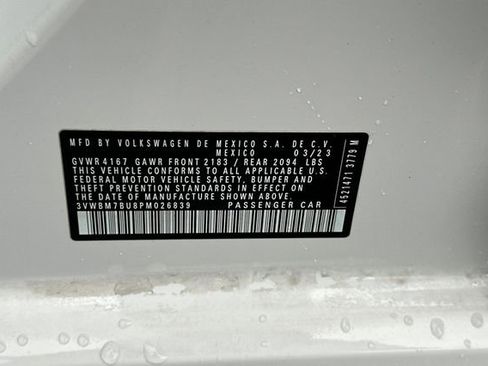 MFD BY VOLKSWAGEN DE MEXICO S.A. DE C.V.
MEXICO 03/23
GVWR 4167 GAWR FRONT 2183 / REAR 2094 LBS
THIS VEHICLE CONFORMS TO ALL APPLICABLE U.S.
FEDERAL MOTOR VEHICLE SAFETY, BUMPER AND
THEFT PREVENTION STANDARDS IN EFFECT ON
THE DATE OF MANUFACTURE SHOWN ABOVE.
3VWBM7BU8PM026839 PASSENGER CAR
4521471 3779 M